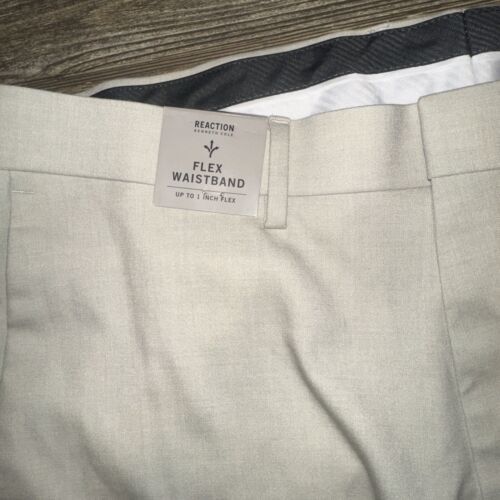 REACTION
KENNETH COLE
FLEX
WAISTBAND
UP TO 1 INCH FLEX